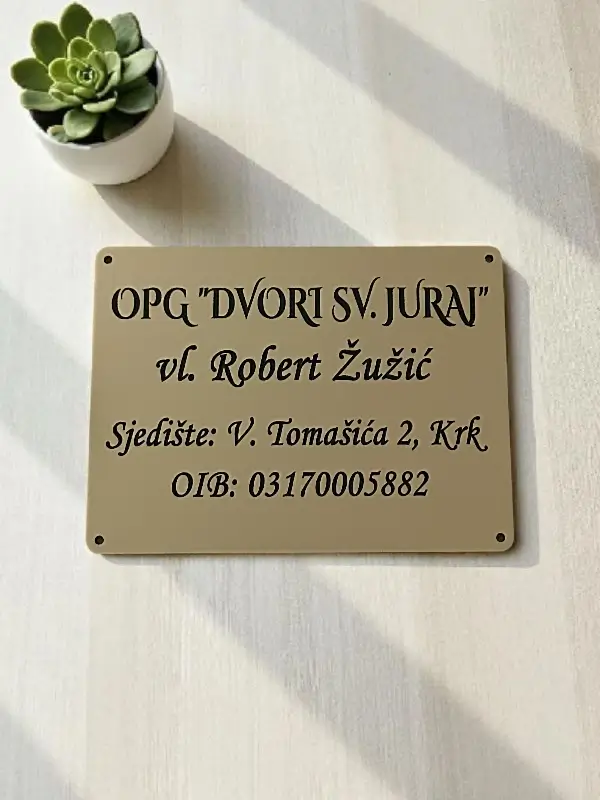 OPG "DVORI SV. JURAJ"
vl. Robert Žužić
Sjedište: V. Tomašića 2, Krk
OIB: 03170005882